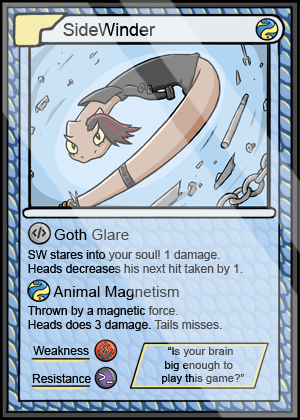 SideWinder
</> Goth Glare
SW stares into your soul! 1 damage.
Heads decreases his next hit taken by 1.
Animal Magnetism
Thrown by a magnetic force.
Heads does 3 damage. Tails misses.
Weakness
Resistance >_
“Is your brain
big enough to
play this game?”